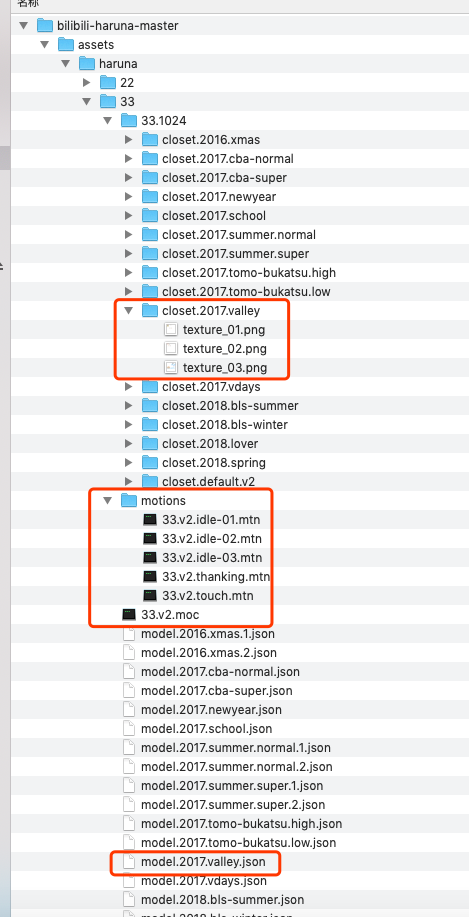 名称
bilibili-haruna-master
assets
haruna
22
33
33.1024
closet.2016.xmas
closet.2017.cba-normal
closet.2017.cba-super
closet.2017.newyear
closet.2017.school
closet.2017.summer.normal
closet.2017.summer.super
closet.2017.tomo-bukatsu.high
closet.2017.tomo-bukatsu.low
closet.2017.valley
texture_01.png
texture_02.png
texture_03.png
closet.2017.vdays
closet.2018.bls-summer
closet.2018.bls-winter
closet.2018.lover
closet.2018.spring
closet.default.v2
motions
33.v2.idle-01.mtn
33.v2.idle-02.mtn
33.v2.idle-03.mtn
33.v2.thanking.mtn
33.v2.touch.mtn
33.v2.moc
model.2016.xmas.1.json
model.2016.xmas.2.json
model.2017.cba-normal.json
model.2017.cba-super.json
model.2017.newyear.json
model.2017.school.json
model.2017.summer.normal.1.json
model.2017.summer.normal.2.json
model.2017.summer.super.1.json
model.2017.summer.super.2.json
model.2017.tomo-bukatsu.high.json
model.2017.tomo-bukatsu.low.json
model.2017.valley.json
model.2017.vdays.json
model.2018.bls-summer.json
model.2018.bls-winter.json